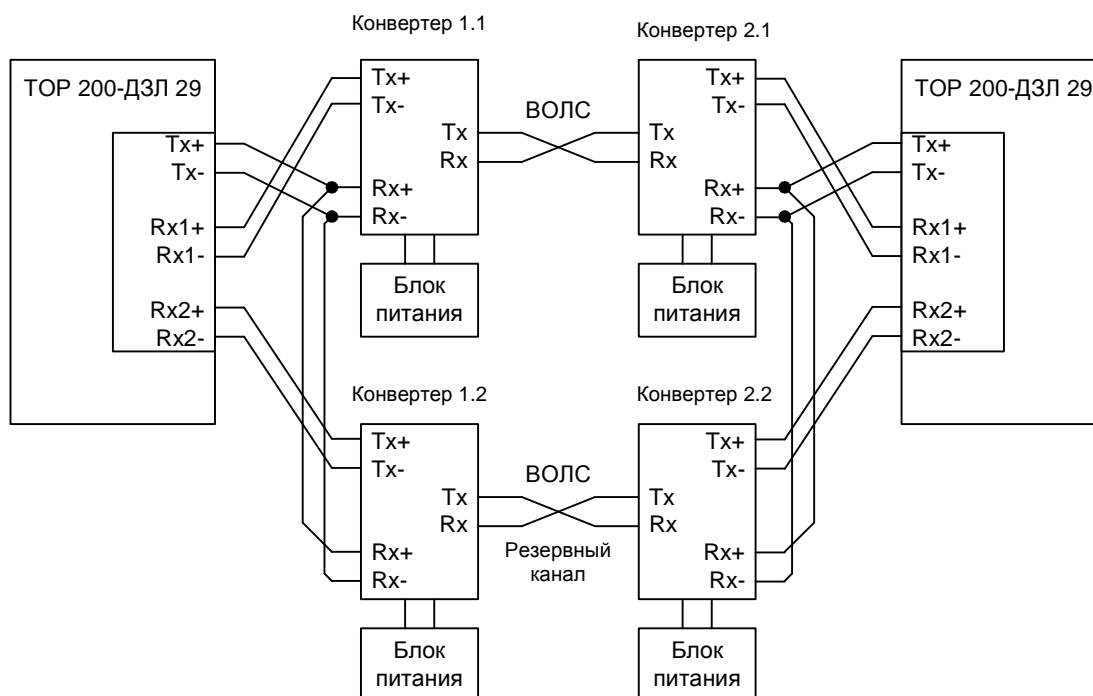 Конвертер 1.1
Конвертер 2.1
ТОР 200-ДЗЛ 29
Tx+
Tx-
Rx1+
Rx1-
Rx2+
Rx2-
Tx+
Tx-
Tx
Rx
Rx+
Rx-
Блок
питания
ВОЛС
Tx+
Tx-
Tx
Rx
Rx+
Rx-
Блок
питания
ТОР 200-ДЗЛ 29
Tx+
Tx-
Rx1+
Rx1-
Rx2+
Rx2-
Конвертер 1.2
Конвертер 2.2
Tx+
Tx-
Tx
Rx
Rx+
Rx-
Блок
питания
ВОЛС
Резервный
канал
Tx+
Tx-
Tx
Rx
Rx+
Rx-
Блок
питания